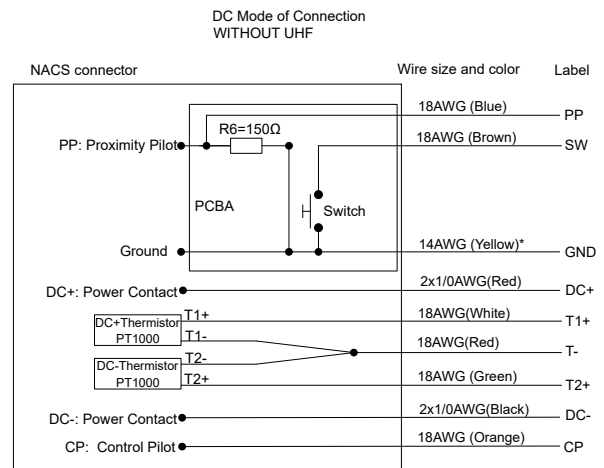 DC Mode of Connection
WITHOUT UHF
NACS connector
Wire size and color
Label
18AWG (Blue)
PP
R6=150Ω
18AWG (Brown)
PP: Proximity Pilot
SW
PCBA
Switch
Ground
14AWG (Yellow)*
GND
DC+: Power Contact
2x1/0AWG(Red)
DC+
DC+Thermistor
PT1000
T1+
18AWG(White)
T1+
T1-
18AWG(Red)
T-
DC-Thermistor
PT1000
T2-
T2+
18AWG (Green)
T2+
DC-: Power Contact
2x1/0AWG(Black)
DC-
CP: Control Pilot
18AWG (Orange)
CP